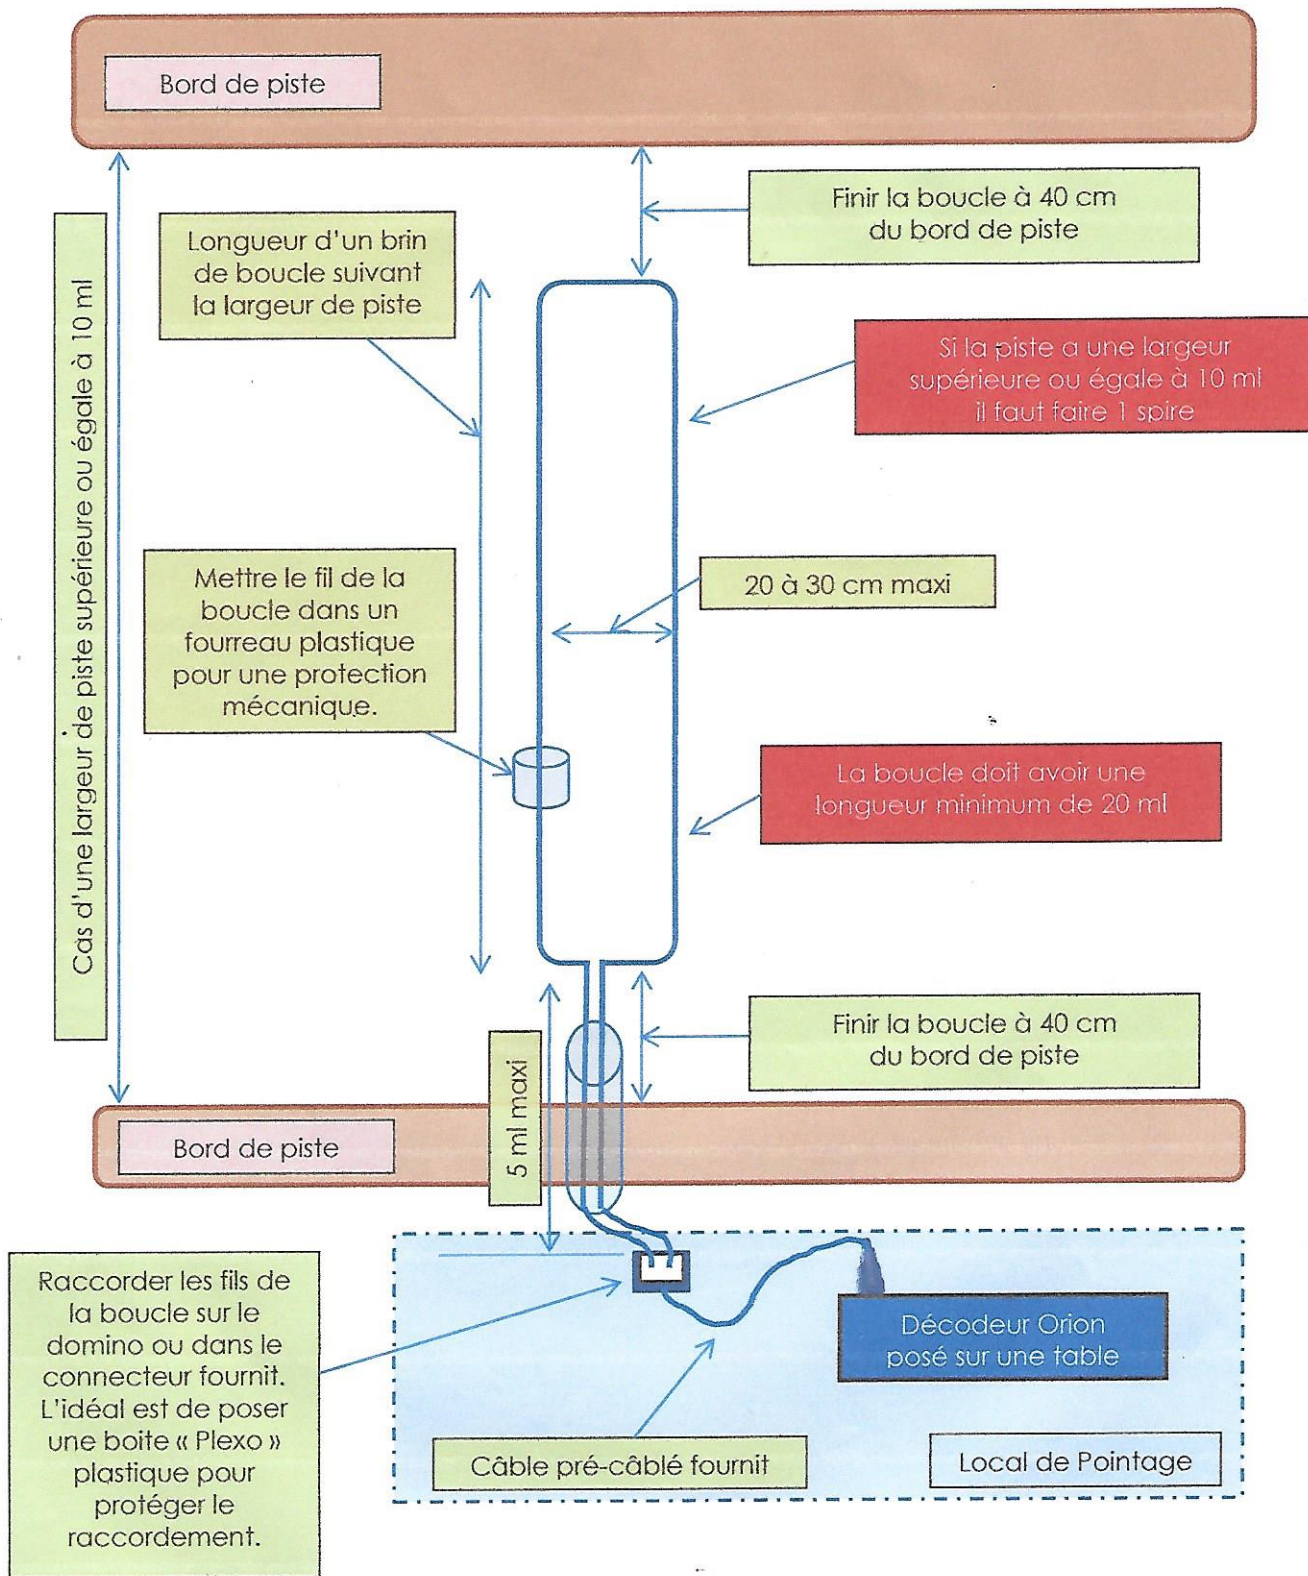 Bord de piste
Finir la boucle à 40 cm
du bord de piste
Longueur d'un brin
de boucle suivant
la largeur de piste
Cas d'une largeur de piste supérieure ou égale à 10 ml
Si la piste a une largeur
supérieure ou égale à 10 ml
il faut faire 1 spire
Mettre le fil de la
boucle dans un
fourreau plastique
pour une protection
mécanique.
20 à 30 cm maxi
La boucle doit avoir une
longueur minimum de 20 ml
Finir la boucle à 40 cm
du bord de piste
5 ml maxi
Bord de piste
Raccorder les fils de
la boucle sur le
domino ou dans le
connecteur fournit.
L'idéal est de poser
une boite « Plexo »
plastique pour
protéger le
raccordement.
Décodeur Orion
posé sur une table
Câble pré-câblé fournit
Local de Pointage